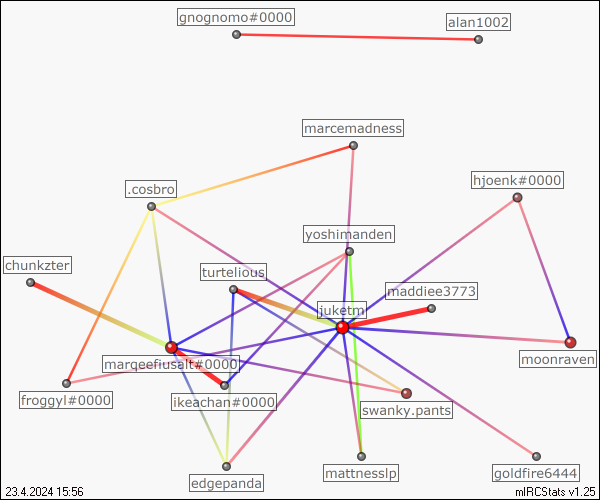 gnognomo#0000
alan1002
marcemadness
hjoenk#0000
.cosbro
yoshimanden
chunkzter
turtelious
maddiee3773
juketm
moonraven
margeefiusalt#0000
froggyl#0000
ikeachan#0000
swanky.pants
edgepanda
mattnesslp
goldfire6444
23.4.2024 15:56
mIRCStats v1.25